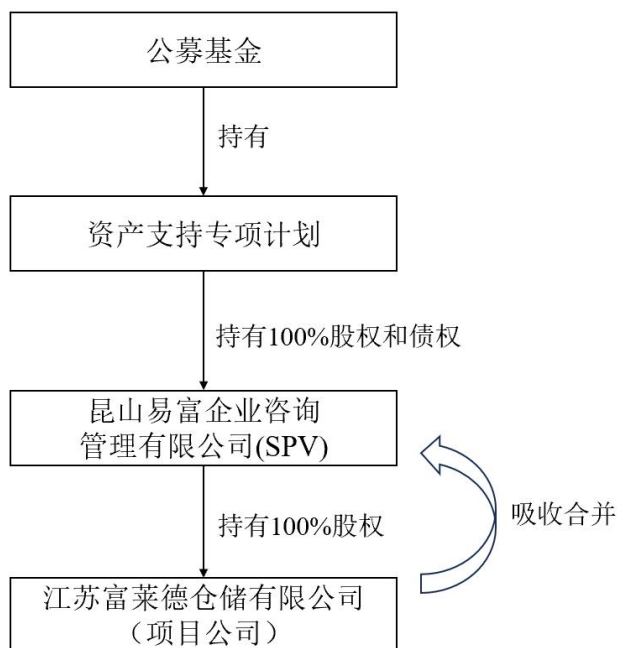 公募基金
持有
资产支持专项计划
持有100%股权和债权
昆山易富企业咨询
管理有限公司(SPV)
持有100%股权
吸收合并
江苏富莱德仓储有限公司
（项目公司）